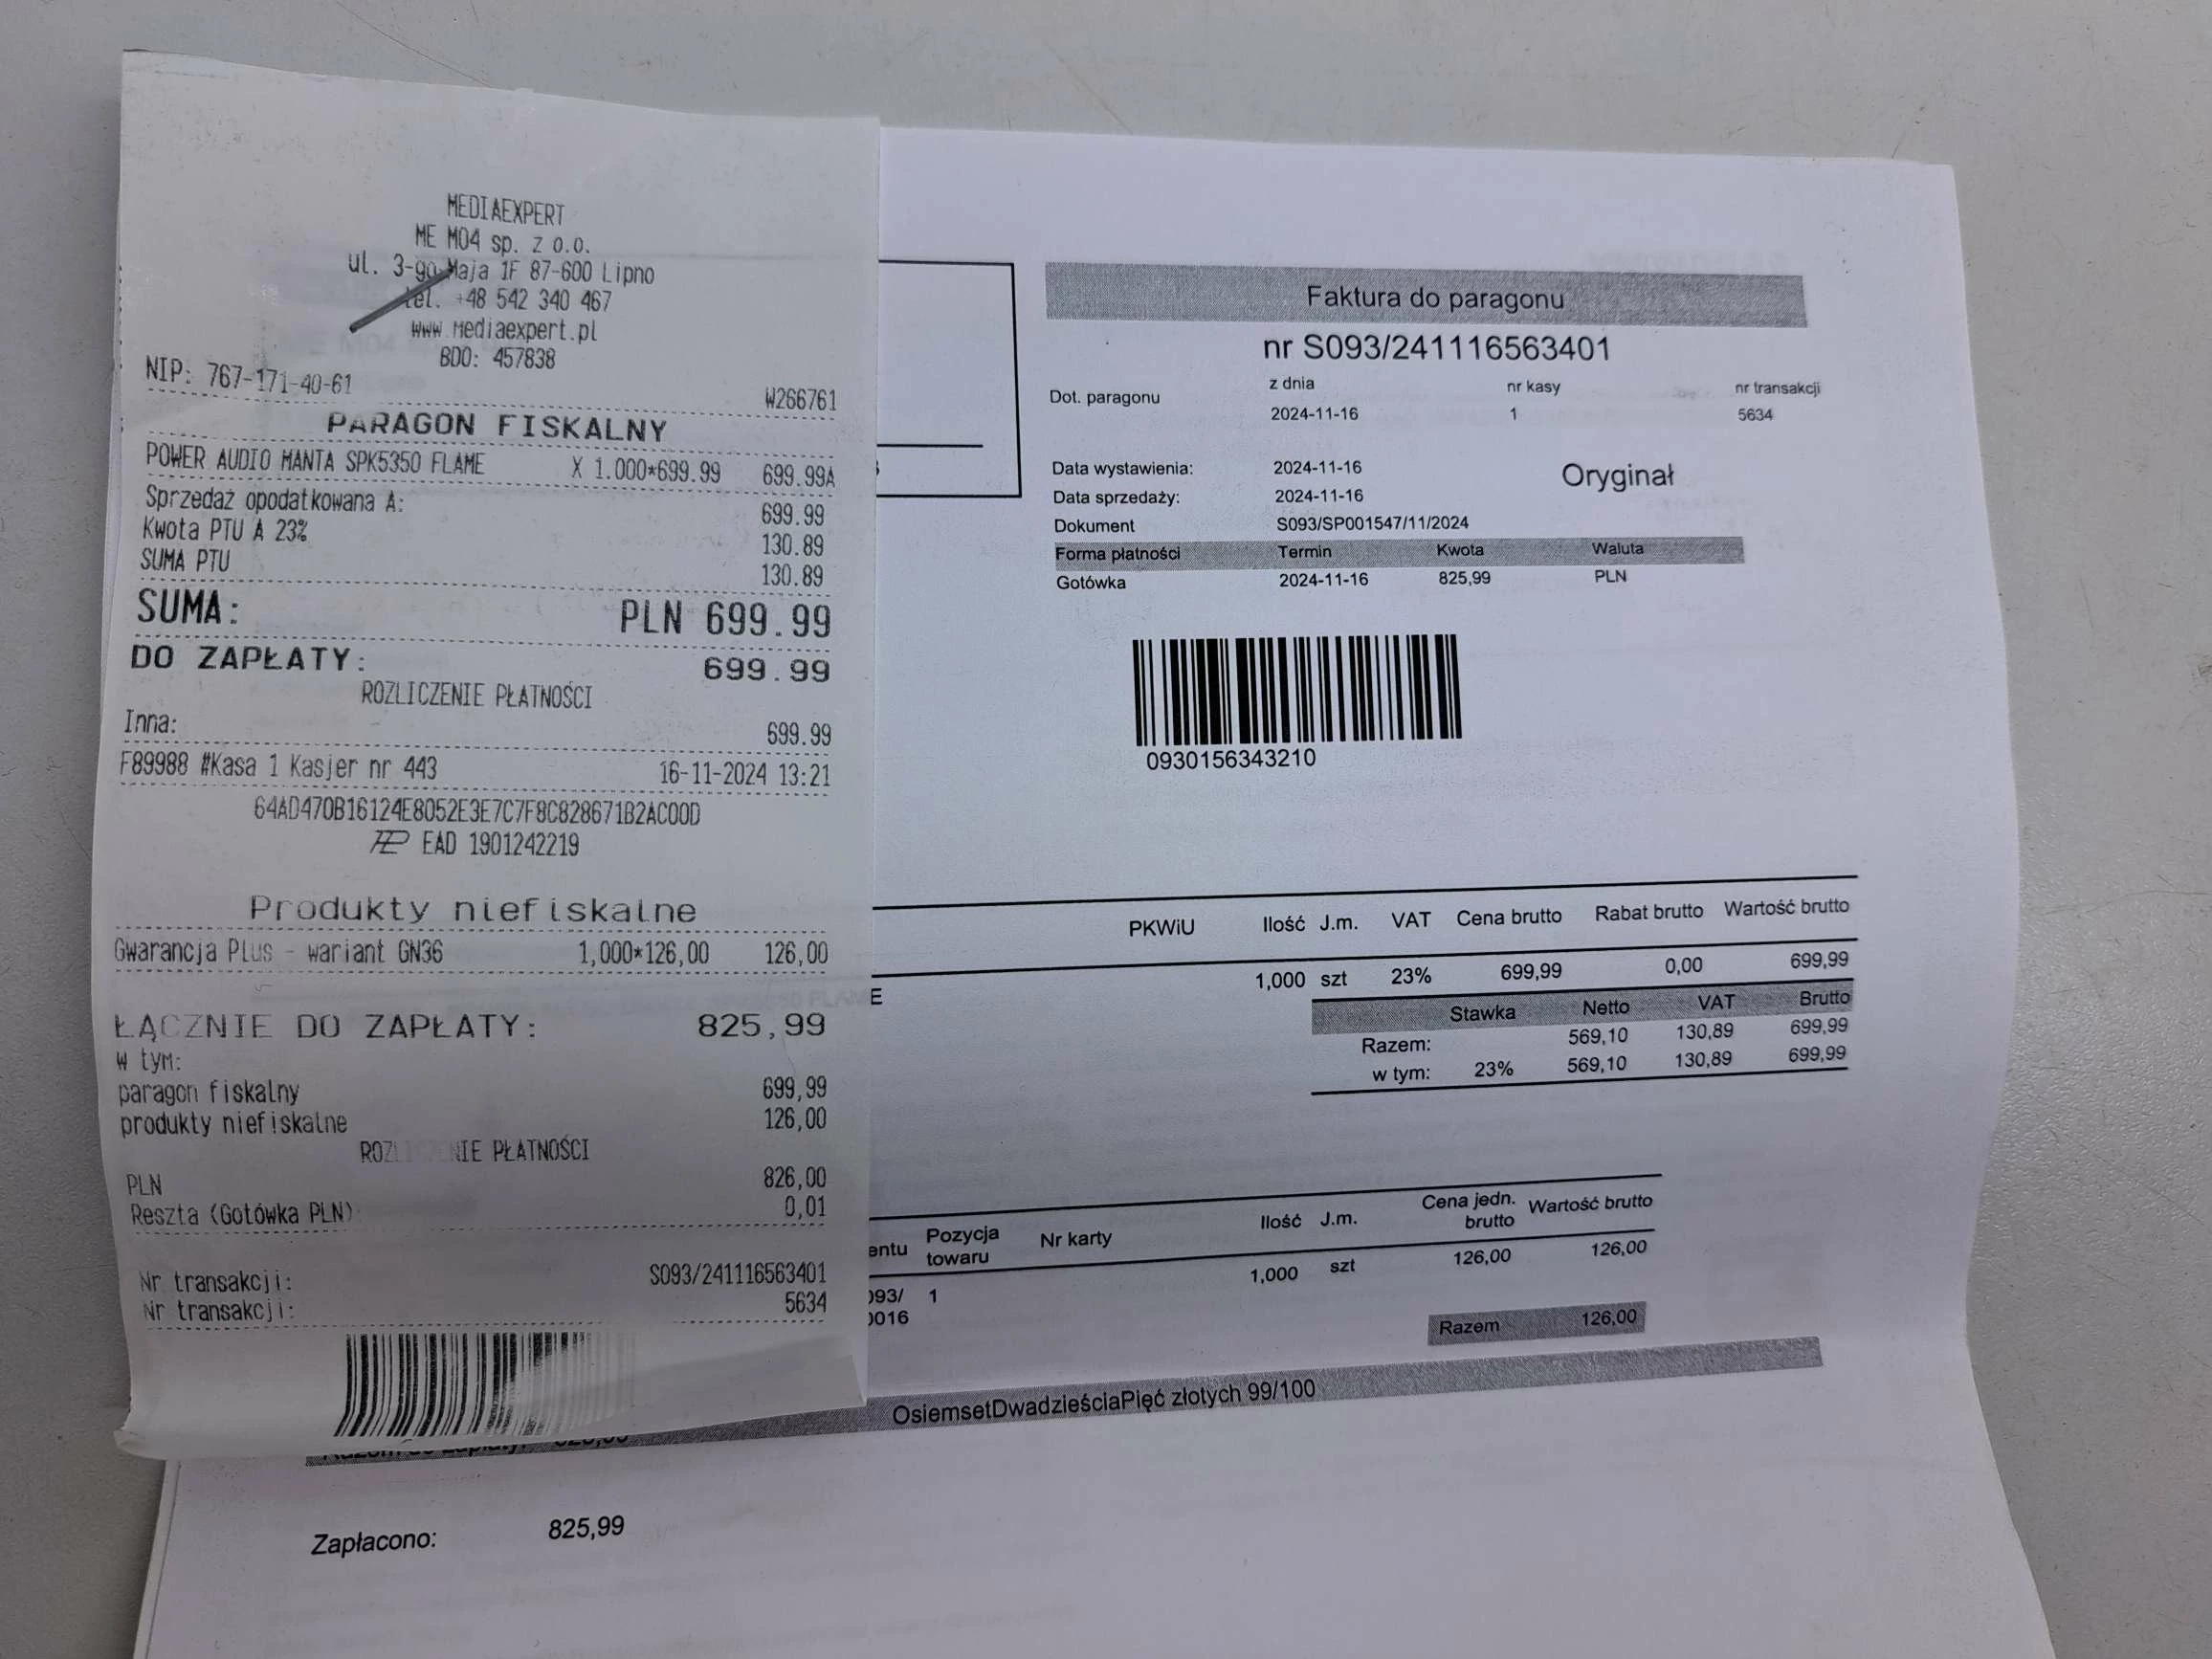 MEDIAEXPERT
ME M04 sp. z o.o.
ul. 3-go Maja 1F 87-600 Lipno
tel. +48 542 340 467
www.mediaexpert.pl
BDO: 457838
NIP: 767-171-40-61 W266761
PARAGON FISKALNY
POWER AUDIO MANTA SPK5350 FLAME X 1.000*699.99 699.99A
Sprzedaż opodatkowana A: 699.99
Kwota PTU A 23% 130.89
SUMA PTU 130.89
SUMA: PLN 699.99
DO ZAPŁATY: 699.99
ROZLICZENIE PŁATNOŚCI
Inna: 699.99
F89988 #Kasa 1 Kasjer nr 443 16-11-2024 13:21
64AD470B16124E8052E3E7C7F8C828671B2AC00D
EAD 1901242219
Produkty niefiskalne
Gwarancja Plus - wariant GN36 1,000*126,00 126,00
ŁĄCZNIE DO ZAPŁATY: 825,99
w tym:
paragon fiskalny 699,99
produkty niefiskalne 126,00
ROZLICZENIE PŁATNOŚCI
PLN 826,00
Reszta (Gotówka PLN) 0,01
Nr transakcji: S093/241116563401
Nr transakcji: 5634
Faktura do paragonu
nr S093/241116563401
z dnia nr kasy nr transakcji
Dot. paragonu 2024-11-16 1 5634
Data wystawienia: 2024-11-16 Oryginał
Data sprzedaży: 2024-11-16
Dokument S093/SP001547/11/2024
Forma płatności Termin Kwota Waluta
Gotówka 2024-11-16 825,99 PLN
0930156343210
PKWiU Ilość J.m. VAT Cena brutto Rabat brutto Wartość brutto
1,000 szt 23% 699,99 0,00 699,99
E
Stawka Netto VAT Brutto
Razem: 569,10 130,89 699,99
w tym: 23% 569,10 130,89 699,99
entu Pozycja towaru Nr karty Ilość J.m. Cena jedn. brutto Wartość brutto
093/ 1 1,000 szt 126,00 126,00
0016
Razem 126,00
OsiemsetDwadzieściaPięć złotych 99/100
Zapłacono: 825,99